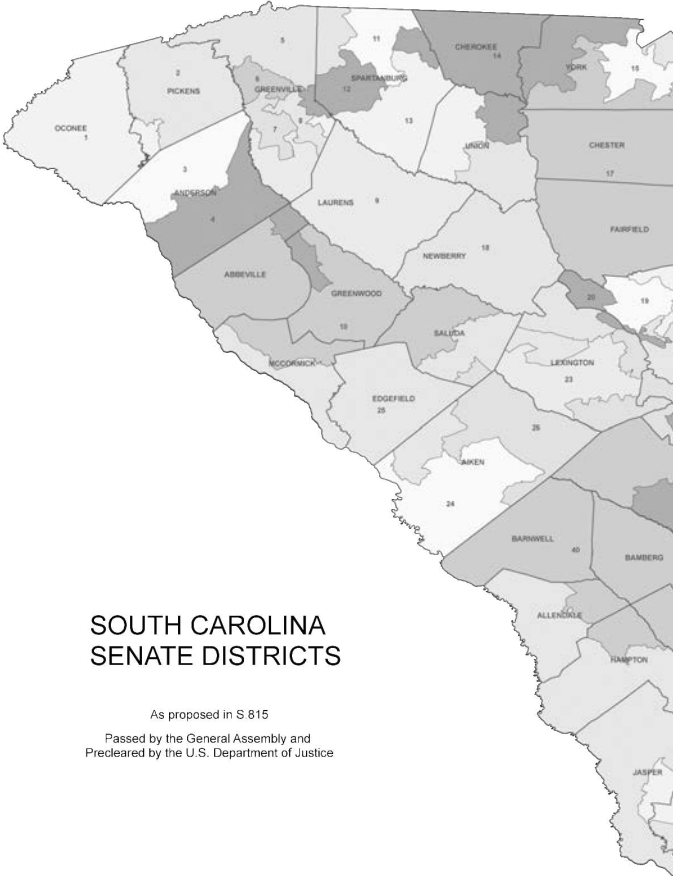 5
11
CHEROKEE
14
2
PICKENS
6
GREENVILLE
SPARTANBURG
12
YORK
15
OCONEE
1
7
8
13
UNION
CHESTER
17
3
ANDERSON
4
LAURENS
9
FAIRFIELD
NEWBERRY
18
ABBEVILLE
GREENWOOD
10
20
19
SALUDA
MCCORMICK
LEXINGTON
23
EDGEFIELD
25
26
AIKEN
24
BARNWELL
40
BAMBERG
ALLENDALE
HAMPTON
JASPER
SOUTH CAROLINA
SENATE DISTRICTS
As proposed in S 815
Passed by the General Assembly and
Precleared by the U.S. Department of Justice